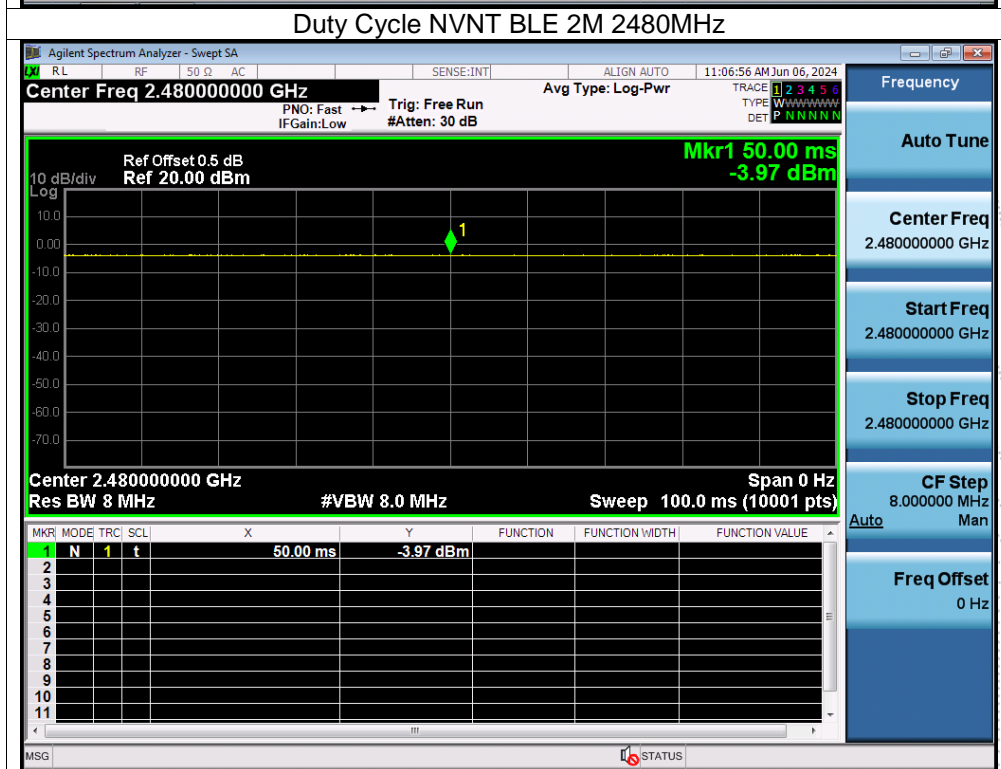 Duty Cycle NVNT BLE 2M 2480MHz
Agilent Spectrum Analyzer - Swept SA
LXI RL RF 50 Ω AC SENSE:INT ALIGN AUTO 11:06:56 AM Jun 06, 2024
Center Freq 2.480000000 GHz
PNO: Fast Trig: Free Run Avg Type: Log-Pwr TRACE 1 2 3 4 5 6
IFGain:Low #Atten: 30 dB TYPE WWWWWW
DET P N N N N N
Frequency
Mkr1 50.00 ms
-3.97 dBm
Ref Offset 0.5 dB
10 dB/div Ref 20.00 dBm
Log
10.0
0.00
-10.0
-20.0
-30.0
-40.0
-50.0
-60.0
-70.0
1
Center 2.480000000 GHz Span 0 Hz
Res BW 8 MHz #VBW 8.0 MHz Sweep 100.0 ms (10001 pts)
MKR MODE TRC SCL X Y FUNCTION FUNCTION WIDTH FUNCTION VALUE
1 N 1 t 50.00 ms -3.97 dBm
2
3
4
5
6
7
8
9
10
11
MSG STATUS
Auto Tune
Center Freq
2.480000000 GHz
Start Freq
2.480000000 GHz
Stop Freq
2.480000000 GHz
CF Step
8.000000 MHz
Auto Man
Freq Offset
0 Hz